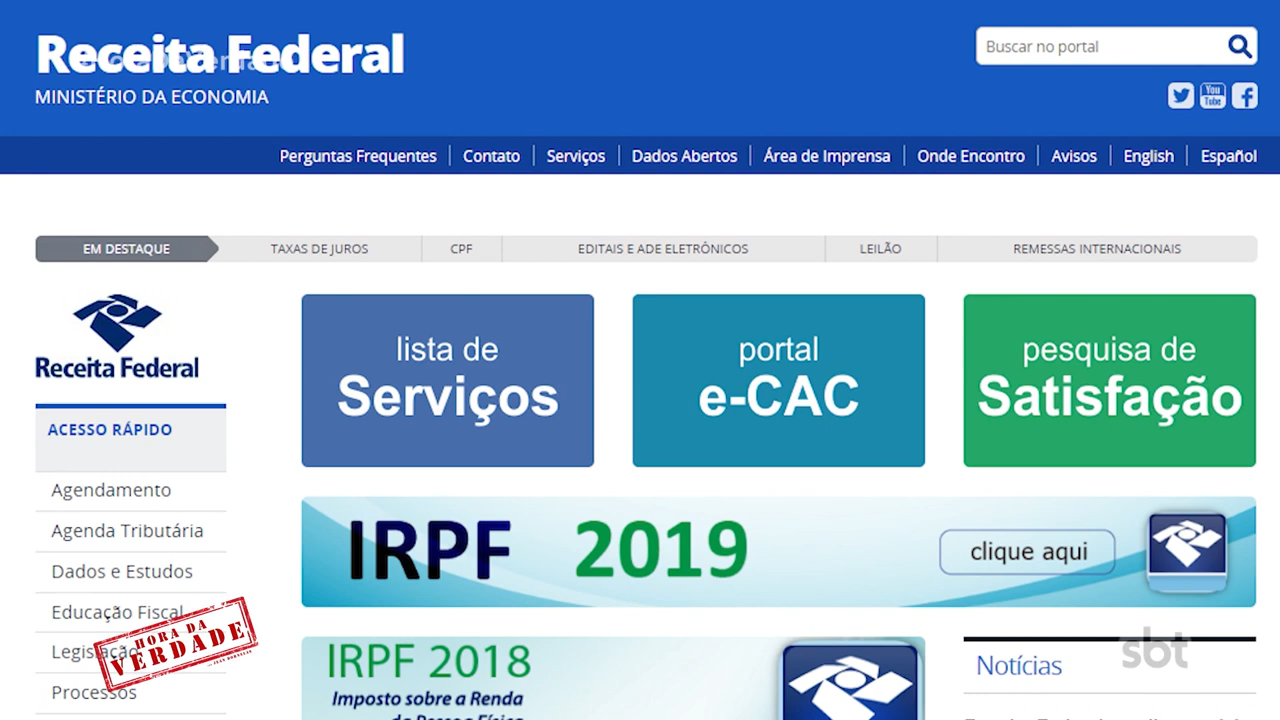 Receita Federal
MINISTÉRIO DA ECONOMIA
Buscar no portal
You
Tube
Perguntas Frequentes
Contato
Serviços
Dados Abertos
Área de Imprensa
Onde Encontro
Avisos
English
Español
EM DESTAQUE
TAXAS DE JUROS
CPF
EDITAIS E ADE ELETRÔNICOS
LEILÃO
REMESSAS INTERNACIONAIS
Receita Federal
ACESSO RÁPIDO
Agendamento
Agenda Tributária
Dados e Estudos
Educação Fiscal
Legislação
Processos
HORA DA
VERDADE
lista de
Serviços
portal
e-CAC
pesquisa de
Satisfação
IRPF 2019
clique aqui
IRPF 2018
Imposto sobre a Renda
Notícias
sbt